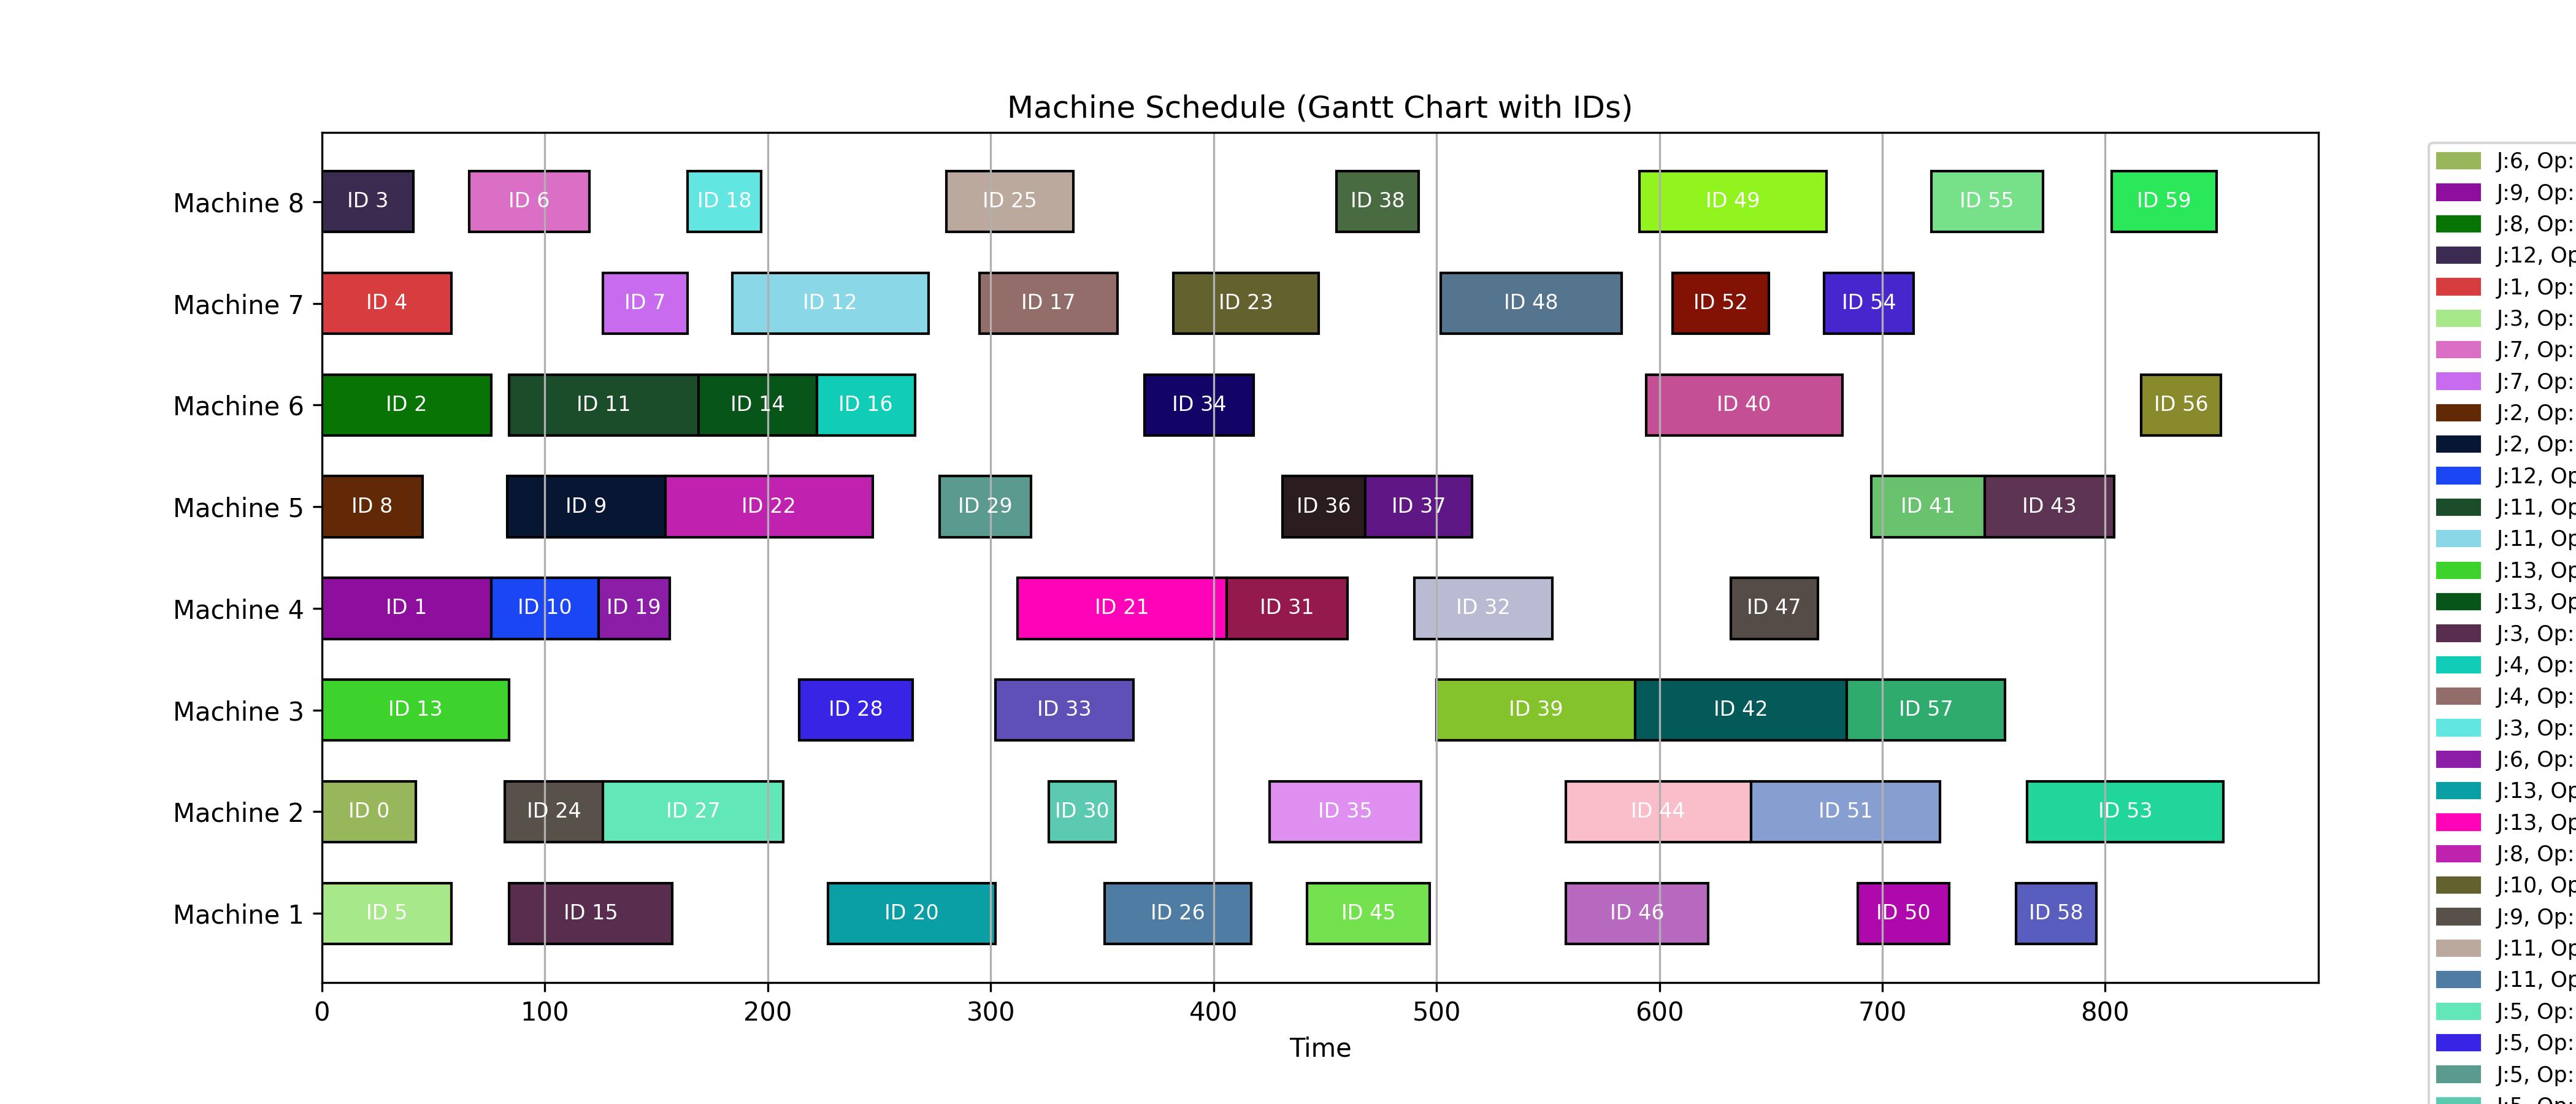 Machine Schedule (Gantt Chart with IDs)
Machine 8
ID 3
ID 6
ID 18
ID 25
ID 38
ID 49
ID 55
ID 59
Machine 7
ID 4
ID 7
ID 12
ID 17
ID 23
ID 48
ID 52
ID 54
Machine 6
ID 2
ID 11
ID 14
ID 16
ID 34
ID 40
ID 56
Machine 5
ID 8
ID 9
ID 22
ID 29
ID 36
ID 37
ID 41
ID 43
Machine 4
ID 1
ID 10
ID 19
ID 21
ID 31
ID 32
ID 47
Machine 3
ID 13
ID 28
ID 33
ID 39
ID 42
ID 57
Machine 2
ID 0
ID 24
ID 27
ID 30
ID 35
ID 44
ID 51
ID 53
Machine 1
ID 5
ID 15
ID 20
ID 26
ID 45
ID 46
ID 50
ID 58
0 100 200 300 400 500 600 700 800
Time
J:6, Op:
J:9, Op:
J:8, Op:
J:12, Op
J:1, Op:
J:3, Op:
J:7, Op:
J:7, Op:
J:2, Op:
J:2, Op:
J:12, Op
J:11, Op
J:11, Op
J:13, Op
J:13, Op
J:3, Op:
J:4, Op:
J:4, Op:
J:3, Op:
J:6, Op:
J:13, Op
J:13, Op
J:8, Op:
J:10, Op
J:9, Op:
J:11, Op
J:11, Op
J:5, Op:
J:5, Op:
J:5, Op:
J:5, Op: